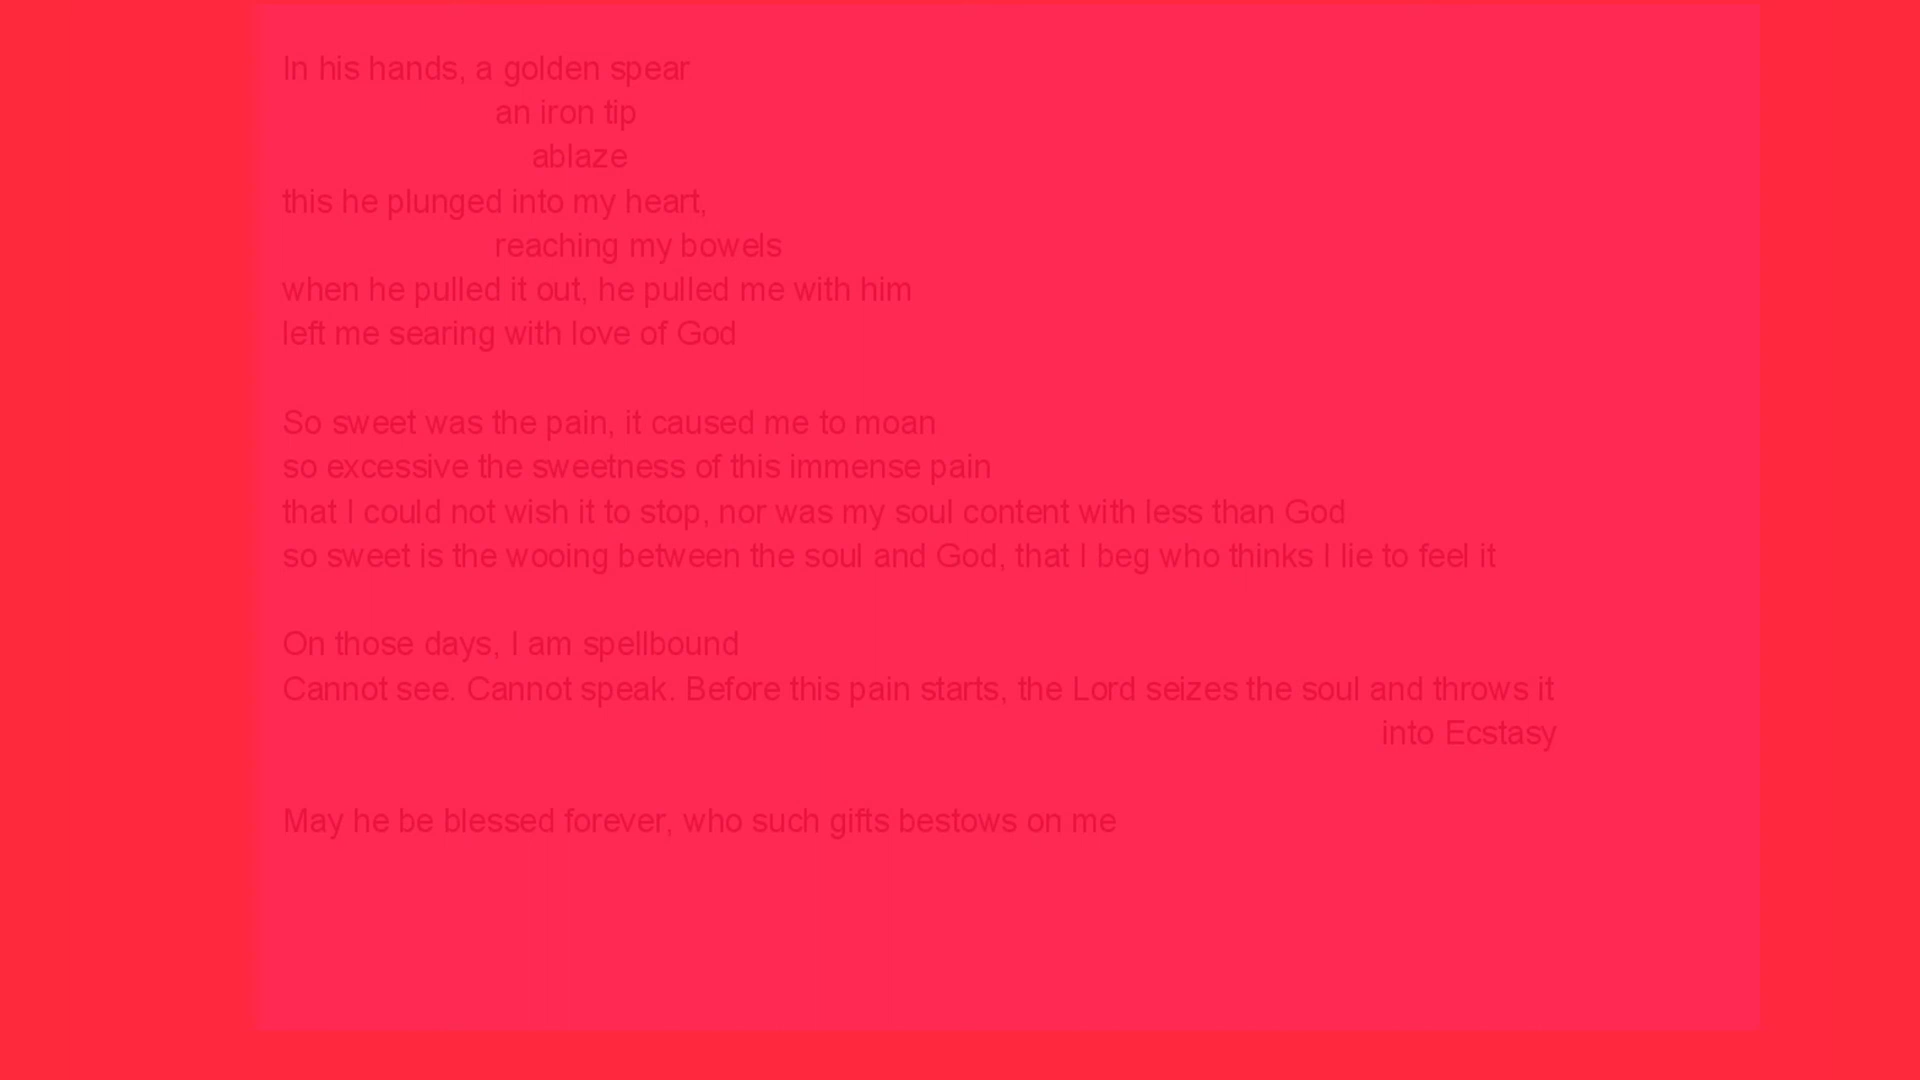 In his hands, a golden spear
an iron tip
ablaze
this he plunged into my heart,
reaching my bowels
when he pulled it out, he pulled me with him
left me searing with love of God
So sweet was the pain, it caused me to moan
so excessive the sweetness of this immense pain
that I could not wish it to stop, nor was my soul content with less than God
so sweet is the wooing between the soul and God, that I beg who thinks I lie to feel it
On those days, I am spellbound
Cannot see. Cannot speak. Before this pain starts, the Lord seizes the soul and throws it
into Ecstasy
May he be blessed forever, who such gifts bestows on me